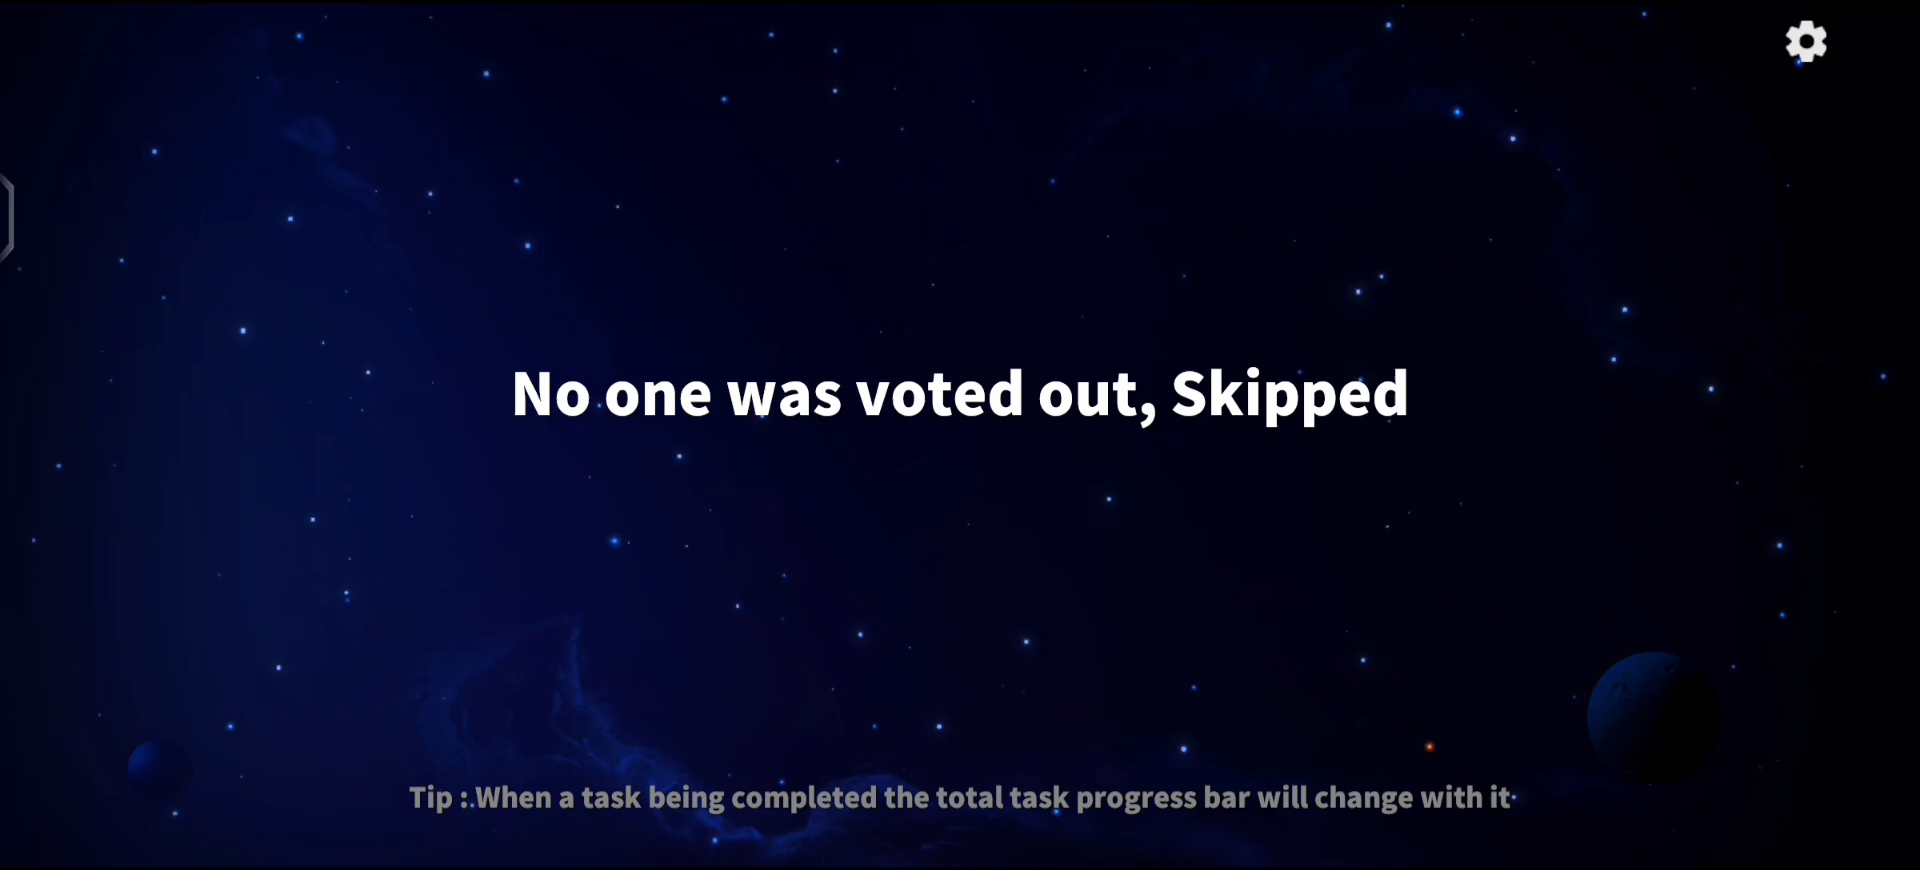 No one was voted out, Skipped
Tip : When a task being completed the total task progress bar will change with it